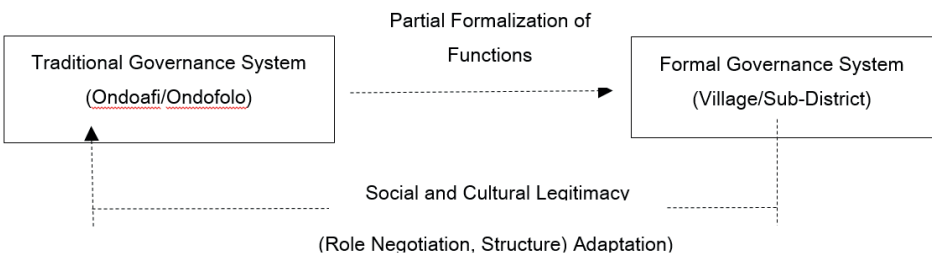 Partial Formalization of
Functions
Traditional Governance System
(Ondoafi/Ondofolo)
Formal Governance System
(Village/Sub-District)
Social and Cultural Legitimacy
(Role Negotiation, Structure) Adaptation)